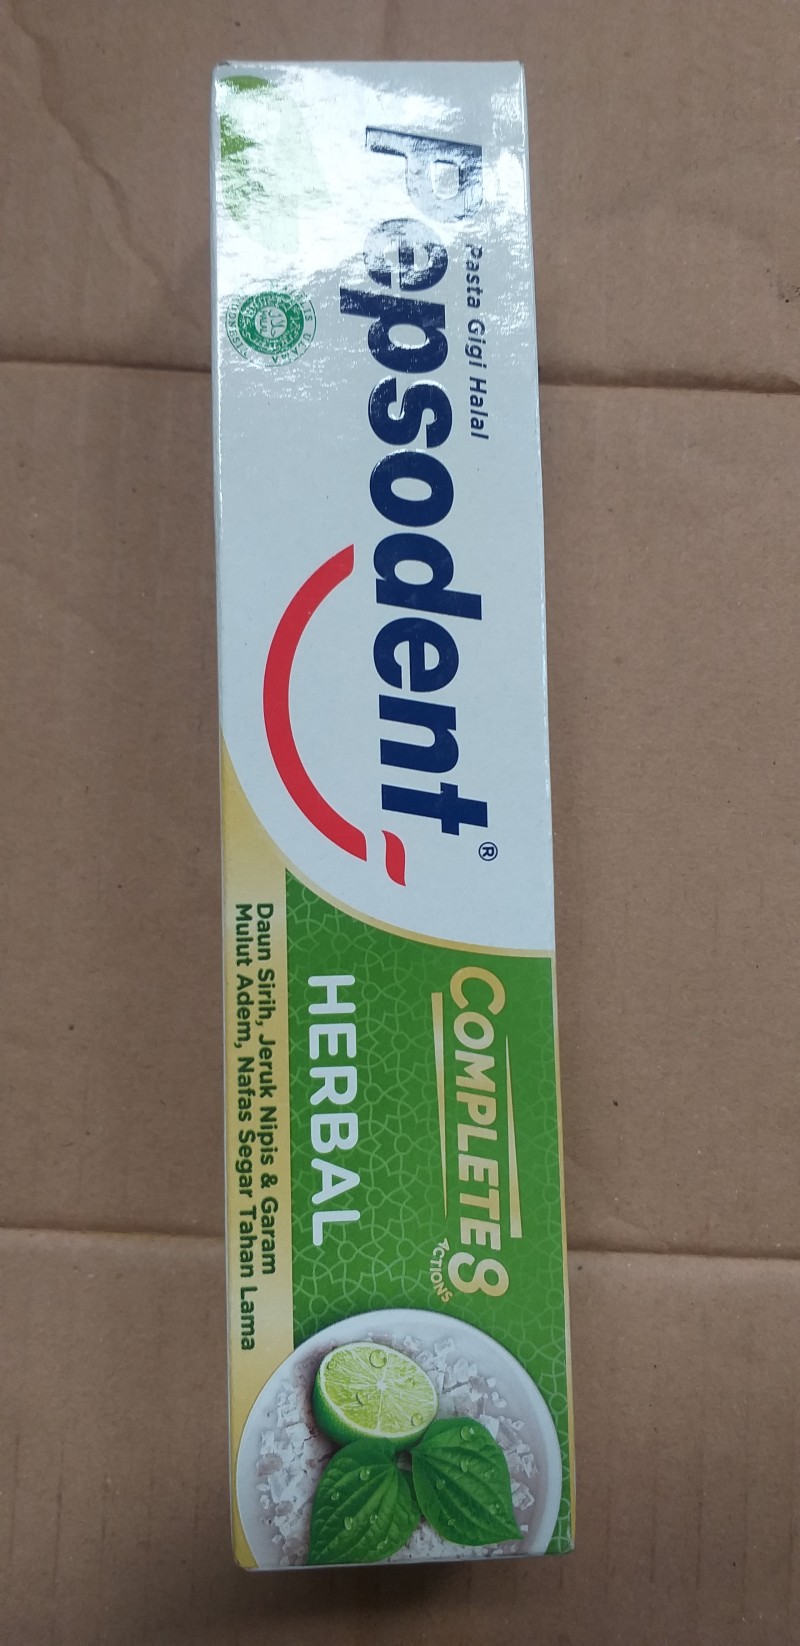 Pasta Gigi Halal
Pepsodent®
COMPLETE 8
ACTIONS
HERBAL
Daun Sirih, Jeruk Nipis & Garam
Mulut Adem, Nafas Segar Tahan Lama